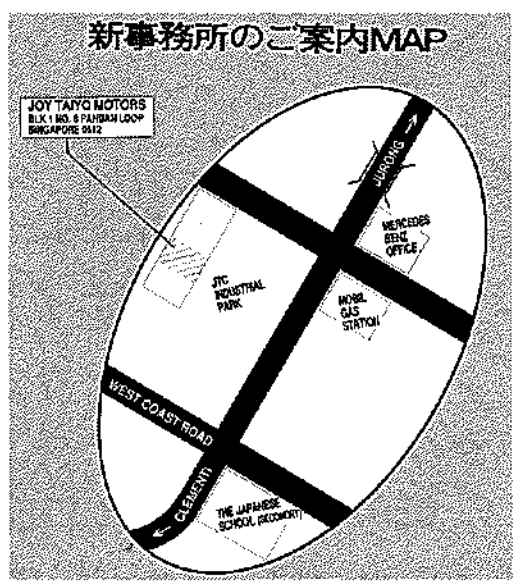 新事務所のご案内MAP
JOY TAIYO MOTORS
BLK 1 NO. 6 PANDAN LOOP
SINGAPORE 0512
JURONG
MERCEDES
BENZ
OFFICE
JTC
INDUSTRIAL
PARK
MOBIL
GAS
STATION
WEST COAST ROAD
CLEMENTI
THE JAPANESE
SCHOOL